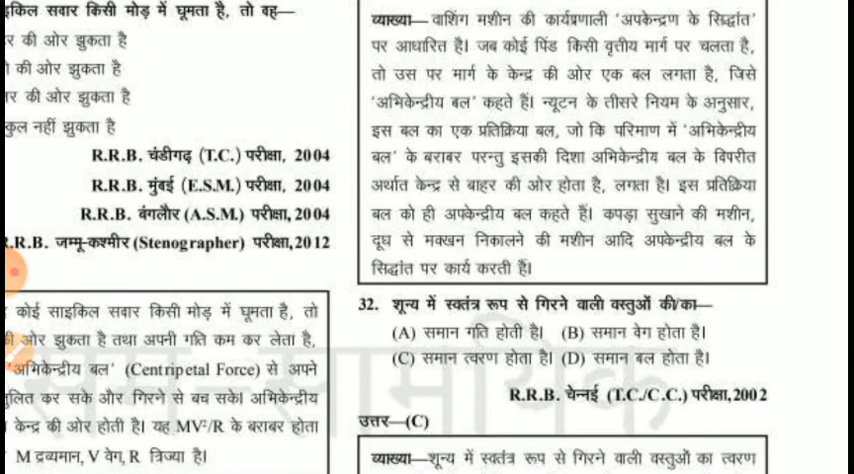 सवार किसी मोड़ में घूमता है, तो वह—
की ओर झुकता है
की ओर झुकता है
की ओर झुकता है
नहीं झुकता है
R.R.B. चंडीगढ़ (T.C.) परीक्षा, 2004
R.R.B. मुंबई (E.S.M.) परीक्षा, 2004
R.R.B. बंगलौर (A.S.M.) परीक्षा, 2004
R.R.B. जम्मू-कश्मीर (Stenographer) परीक्षा,2012
कोई साइकिल सवार किसी मोड़ में घूमता है, तो
ओर झुकता है तथा अपनी गति कम कर लेता है,
अभिकेन्द्रीय बल' (Centripetal Force) से अपने
कर सके और गिरने से बच सके। अभिकेन्द्रीय
केन्द्र की ओर होती है। यह MV²/R के बराबर होता
M द्रव्यमान, V वेग, R त्रिज्या है।
व्याख्या—वाशिंग मशीन की कार्यप्रणाली 'अपकेन्द्रण के सिद्धांत'
पर आधारित है। जब कोई पिंड किसी वृत्तीय मार्ग पर चलता है,
तो उस पर मार्ग के केन्द्र की ओर एक बल लगता है, जिसे
'अभिकेन्द्रीय बल' कहते हैं। न्यूटन के तीसरे नियम के अनुसार,
इस बल का एक प्रतिक्रिया बल, जो कि परिमाण में 'अभिकेन्द्रीय
बल' के बराबर परन्तु इसकी दिशा अभिकेन्द्रीय बल के विपरीत
अर्थात केन्द्र से बाहर की ओर होता है, लगता है। इस प्रतिक्रिया
बल को ही अपकेन्द्रीय बल कहते हैं। कपड़ा सुखाने की मशीन,
दूध से मक्खन निकालने की मशीन आदि अपकेन्द्रीय बल के
सिद्धांत पर कार्य करती हैं।
32. शून्य में स्वतंत्र रूप से गिरने वाली वस्तुओं की/का—
(A) समान गति होती है। (B) समान वेग होता है।
(C) समान त्वरण होता है। (D) समान बल होता है।
R.R.B. चेन्नई (T.C./C.C.) परीक्षा,2002
उत्तर—(C)
व्याख्या—शून्य में स्वतंत्र रूप से गिरने वाली वस्तुओं का त्वरण